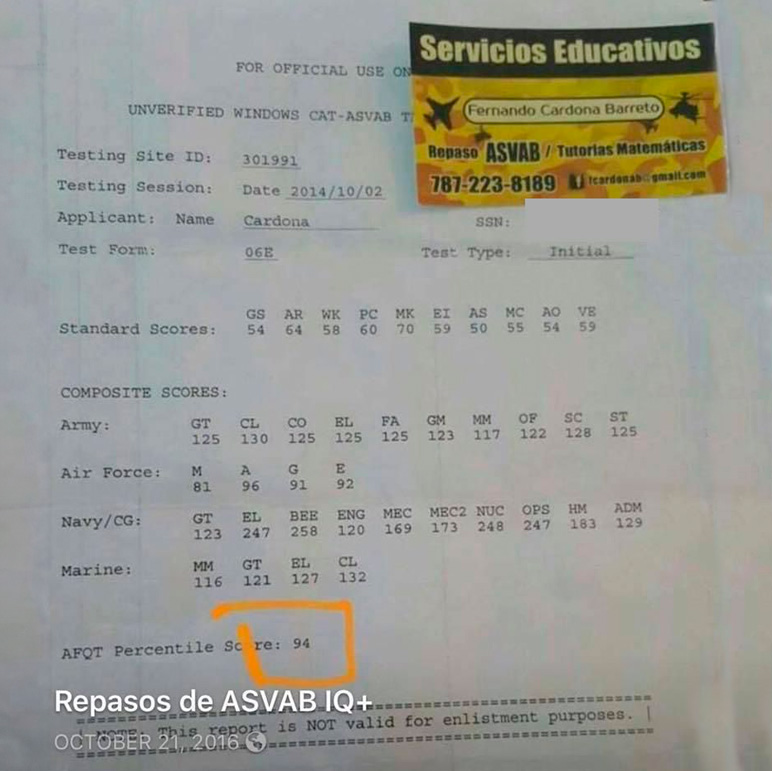 FOR OFFICIAL USE ON
UNVERIFIED WINDOWS CAT-ASVAB T
Servicios Educativos
Fernando Cardona Barreto
Repaso ASVAB / Tutorias Matemáticas
787-223-8189 fcardonab@gmail.com
Testing Site ID: 301991
Testing Session: Date 2014/10/02
Applicant: Name Cardona SSN:
Test Form: 06E Test Type: Initial
GS AR WK PC MK EI AS MC AO VE
Standard Scores: 54 64 58 60 70 59 50 55 54 59
COMPOSITE SCORES:
Army: GT CL CO EL FA GM MM OF SC ST
125 130 125 125 125 123 117 122 128 125
Air Force: M A G E
81 96 91 92
Navy/CG: GT EL BEE ENG MEC MEC2 NUC OPS HM ADM
123 247 258 120 169 173 248 247 183 129
Marine: MM GT EL CL
116 121 127 132
AFQT Percentile Score: 94
Repasos de ASVAB IQ+
NOTE: This report is NOT valid for enlistment purposes.
OCTOBER 21, 2016